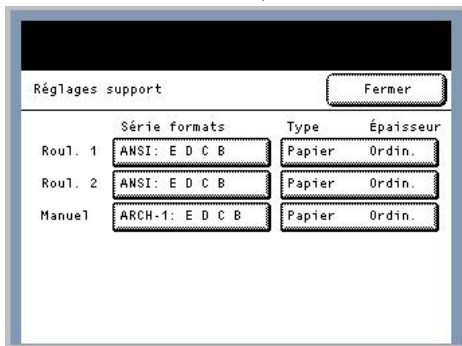 Réglages support Fermer
Série formats Type Épaisseur
Roul. 1 ANSI: E D C B Papier Ordin.
Roul. 2 ANSI: E D C B Papier Ordin.
Manuel ARCH-1: E D C B Papier Ordin.